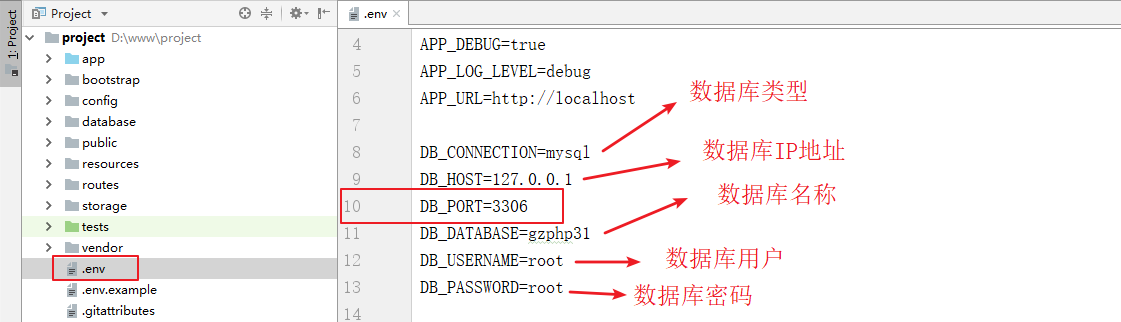 1: Project
Project
project D:\www\project
app
bootstrap
config
database
public
resources
routes
storage
tests
vendor
.env
.env.example
.gitattributes
.env
4 APP_DEBUG=true
5 APP_LOG_LEVEL=debug
6 APP_URL=http://localhost
7
数据库类型
8 DB_CONNECTION=mysql
数据库IP地址
9 DB_HOST=127.0.0.1
10 DB_PORT=3306
数据库名称
11 DB_DATABASE=gzphp31
12 DB_USERNAME=root 数据库用户
13 DB_PASSWORD=root 数据库密码
14